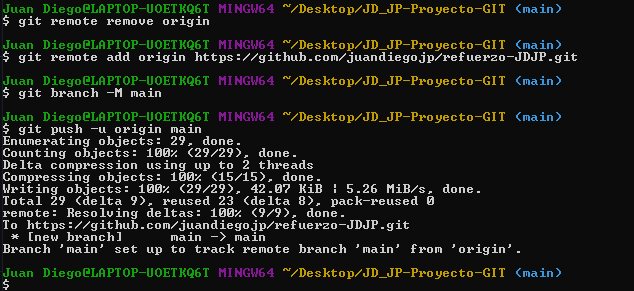 Juan Diego@LAPTOP-UOETKQ6T MINGW64 ~/Desktop/JD_JP-Proyecto-GIT (main)
$ git remote remove origin
Juan Diego@LAPTOP-UOETKQ6T MINGW64 ~/Desktop/JD_JP-Proyecto-GIT (main)
$ git remote add origin https://github.com/juandiegojp/refuerzo-JDJP.git
Juan Diego@LAPTOP-UOETKQ6T MINGW64 ~/Desktop/JD_JP-Proyecto-GIT (main)
$ git branch -M main
Juan Diego@LAPTOP-UOETKQ6T MINGW64 ~/Desktop/JD_JP-Proyecto-GIT (main)
$ git push -u origin main
Enumerating objects: 29, done.
Counting objects: 100% (29/29), done.
Delta compression using up to 2 threads
Compressing objects: 100% (15/15), done.
Writing objects: 100% (29/29), 42.07 KiB | 5.26 MiB/s, done.
Total 29 (delta 9), reused 23 (delta 8), pack-reused 0
remote: Resolving deltas: 100% (9/9), done.
To https://github.com/juandiegojp/refuerzo-JDJP.git
 * [new branch]      main -> main
Branch 'main' set up to track remote branch 'main' from 'origin'.
Juan Diego@LAPTOP-UOETKQ6T MINGW64 ~/Desktop/JD_JP-Proyecto-GIT (main)
$